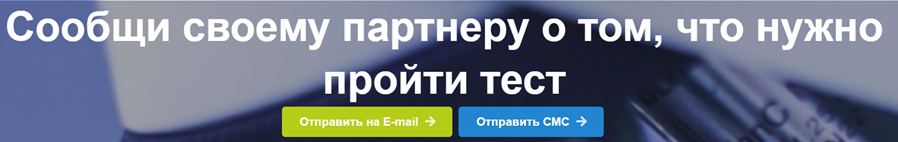 Сообщи своему партнеру о том, что нужно
пройти тест
Отправить на E-mail →
Отправить СМС →